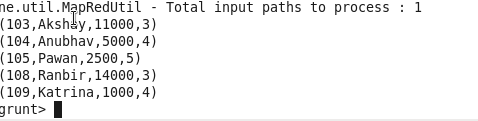 ne.util.MapRedUtil - Total input paths to process : 1
(103,Akshay,11000,3)
(104,Anubhav,5000,4)
(105,Pawan,2500,5)
(108,Ranbir,14000,3)
(109,Katrina,1000,4)
grunt>